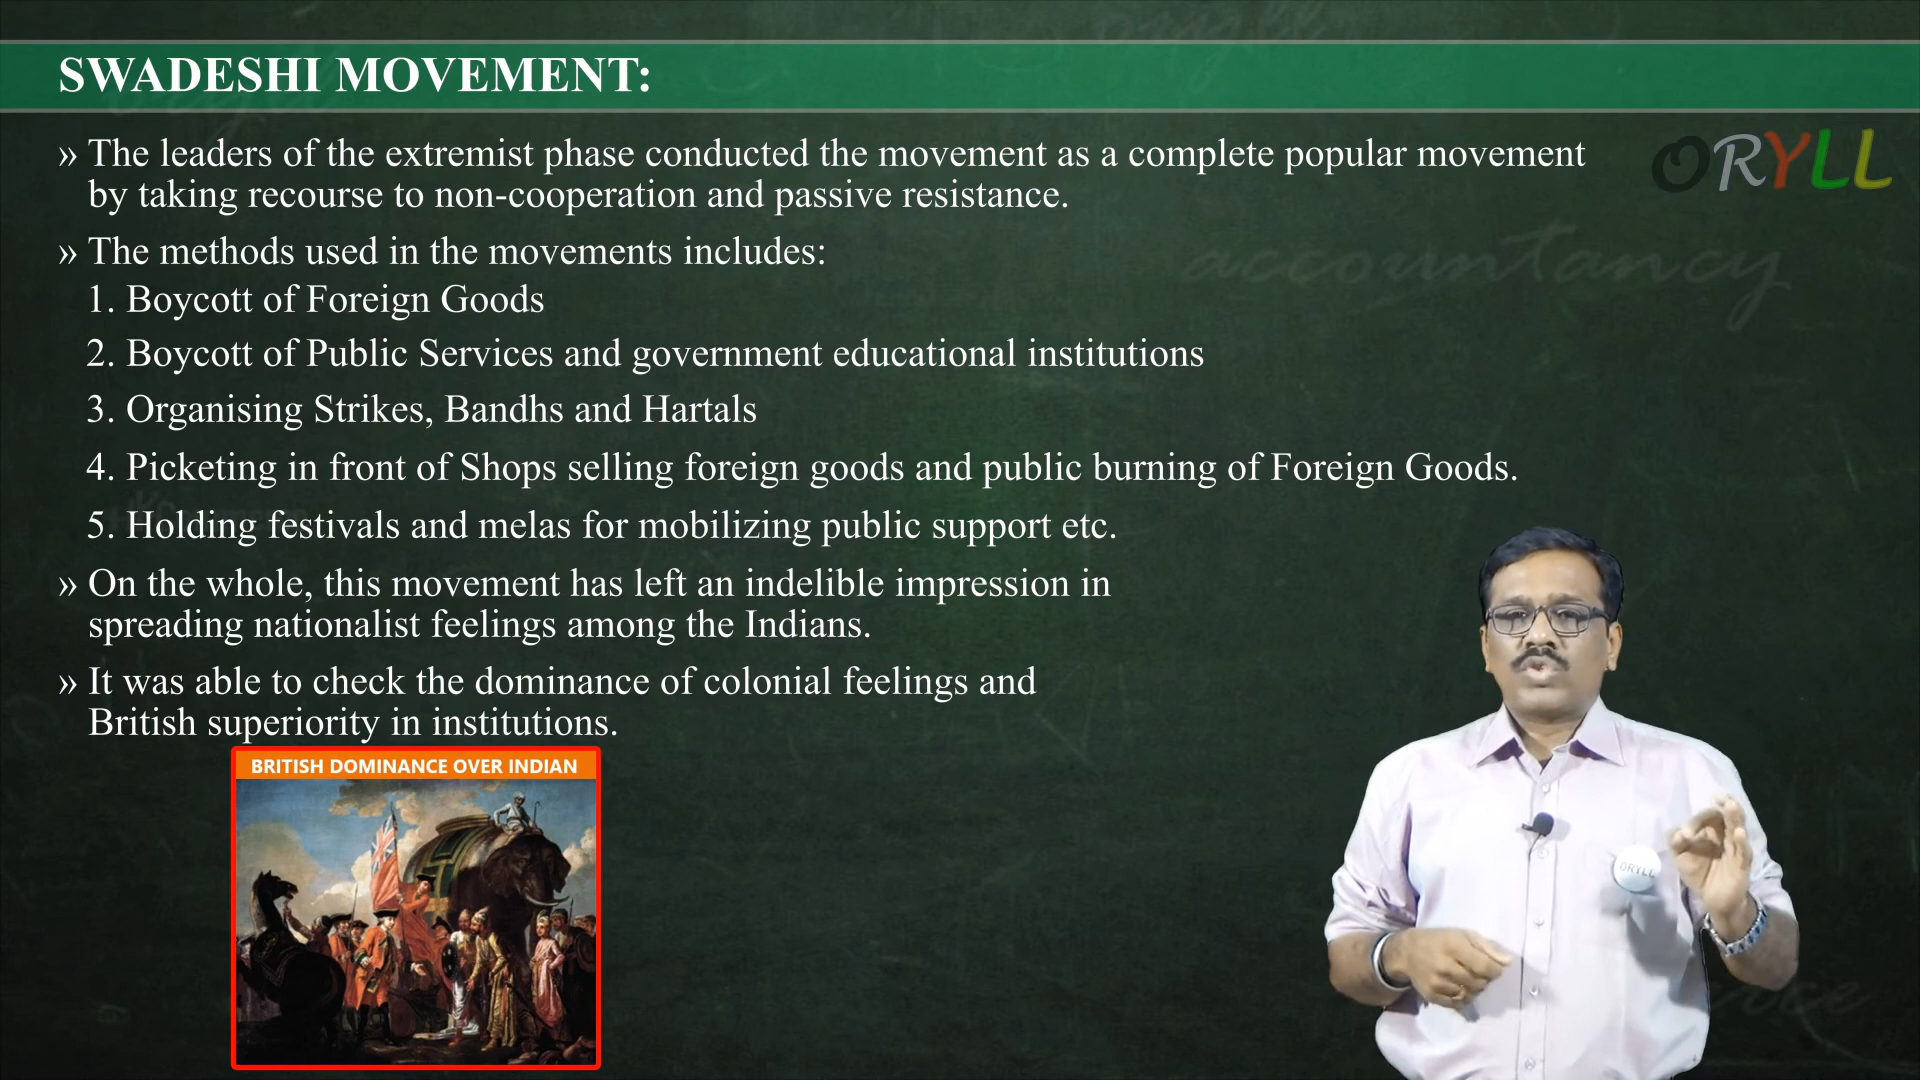 SWADESHI MOVEMENT:
ORYLL
» The leaders of the extremist phase conducted the movement as a complete popular movement
by taking recourse to non-cooperation and passive resistance.
accountancy
» The methods used in the movements includes:
1. Boycott of Foreign Goods
2. Boycott of Public Services and government educational institutions
3. Organising Strikes, Bandhs and Hartals
4. Picketing in front of Shops selling foreign goods and public burning of Foreign Goods.
5. Holding festivals and melas for mobilizing public support etc.
» On the whole, this movement has left an indelible impression in
spreading nationalist feelings among the Indians.
» It was able to check the dominance of colonial feelings and
British superiority in institutions.
BRITISH DOMINANCE OVER INDIAN
ORYLL